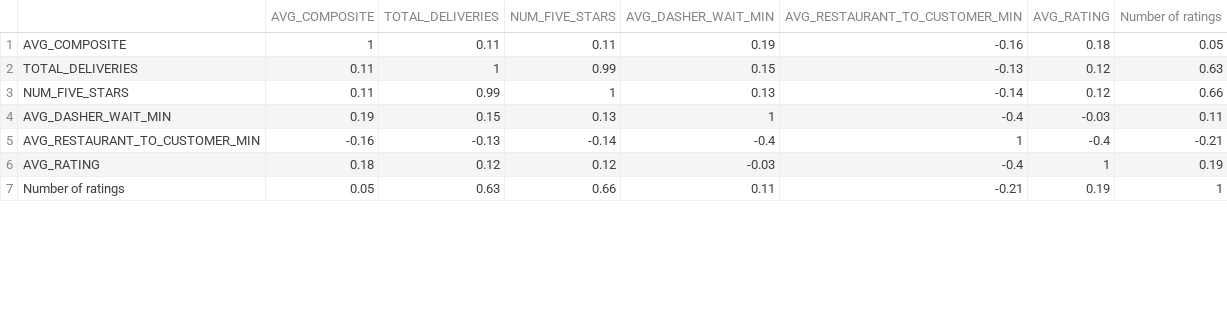 AVG_COMPOSITE TOTAL_DELIVERIES NUM_FIVE_STARS AVG_DASHER_WAIT_MIN AVG_RESTAURANT_TO_CUSTOMER_MIN AVG_RATING Number of ratings
1 AVG_COMPOSITE 1 0.11 0.11 0.19 -0.16 0.18 0.05
2 TOTAL_DELIVERIES 0.11 1 0.99 0.15 -0.13 0.12 0.63
3 NUM_FIVE_STARS 0.11 0.99 1 0.13 -0.14 0.12 0.66
4 AVG_DASHER_WAIT_MIN 0.19 0.15 0.13 1 -0.4 -0.03 0.11
5 AVG_RESTAURANT_TO_CUSTOMER_MIN -0.16 -0.13 -0.14 -0.4 1 -0.4 -0.21
6 AVG_RATING 0.18 0.12 0.12 -0.03 -0.4 1 0.19
7 Number of ratings 0.05 0.63 0.66 0.11 -0.21 0.19 1